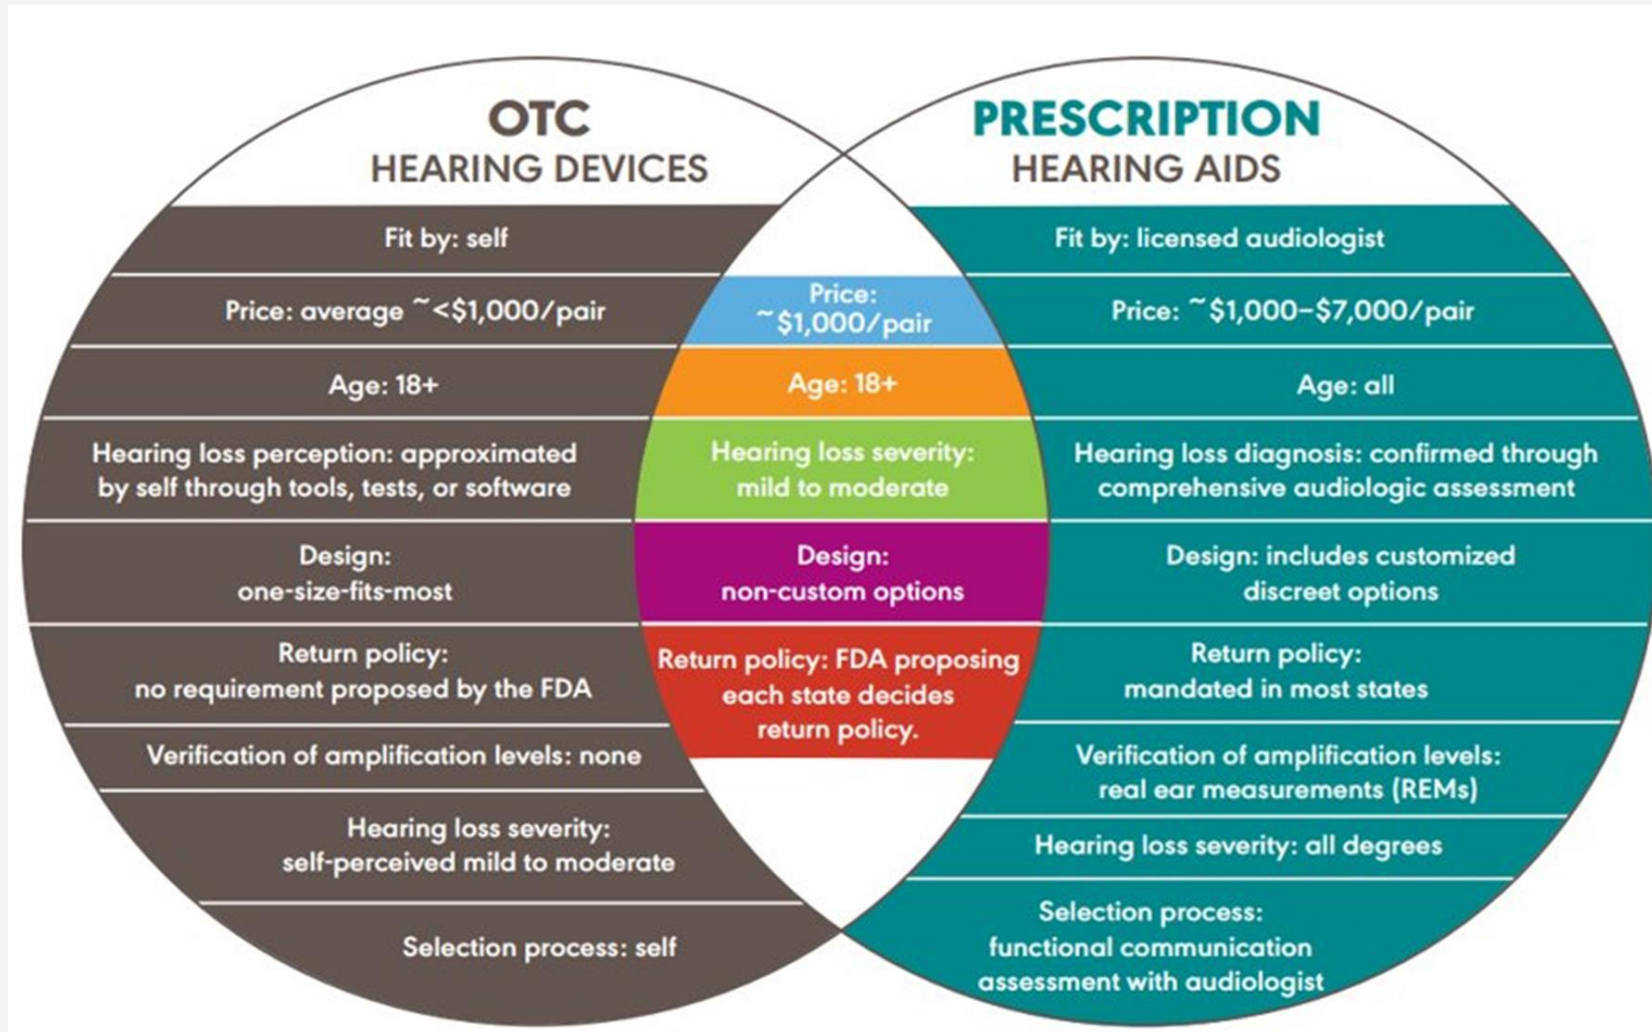 OTC
HEARING DEVICES
Fit by: self
Price: average ~<$1,000/pair
Age: 18+
Hearing loss perception: approximated
by self through tools, tests, or software
Design:
one-size-fits-most
Return policy:
no requirement proposed by the FDA
Verification of amplification levels: none
Hearing loss severity:
self-perceived mild to moderate
Selection process: self
Price:
~$1,000/pair
Age: 18+
Hearing loss severity:
mild to moderate
Design:
non-custom options
Return policy: FDA proposing
each state decides
return policy.
PRESCRIPTION
HEARING AIDS
Fit by: licensed audiologist
Price: ~$1,000–$7,000/pair
Age: all
Hearing loss diagnosis: confirmed through
comprehensive audiologic assessment
Design: includes customized
discreet options
Return policy:
mandated in most states
Verification of amplification levels:
real ear measurements (REMs)
Hearing loss severity: all degrees
Selection process:
functional communication
assessment with audiologist